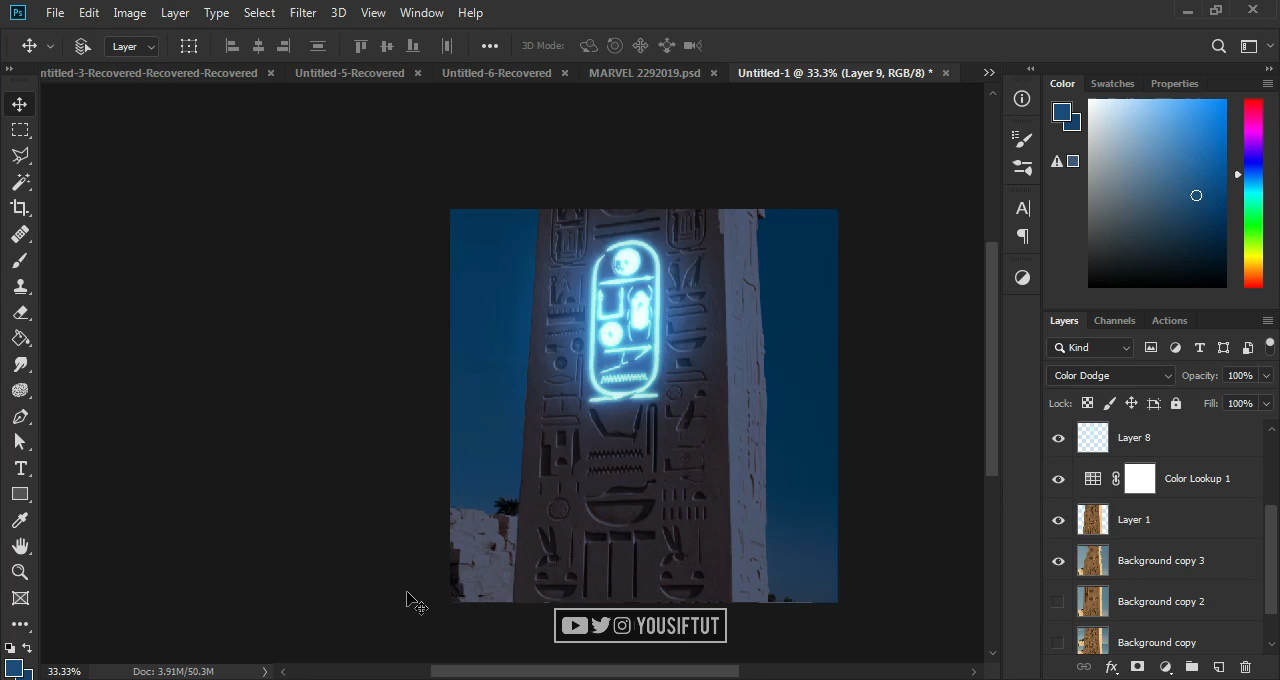 Ps File Edit Image Layer Type Select Filter 3D View Window Help
Layer 3D Mode:
ntitled-3-Recovered-Recovered-Recovered Untitled-5-Recovered Untitled-6-Recovered MARVEL 2292019.psd Untitled-1 @ 33.3% (Layer 9, RGB/8) *
Color Swatches Properties
Layers Channels Actions
Kind
Color Dodge Opacity: 100%
Lock: Fill: 100%
Layer 8
Color Lookup 1
Layer 1
Background copy 3
Background copy 2
Background copy
YOUSIFTUT
33.33% Doc: 3.91M/50.3M